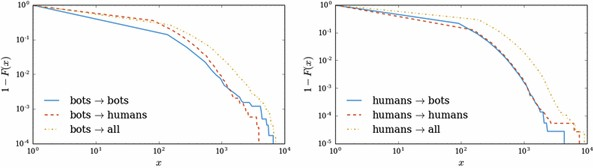 10^0
10^-1
10^-2
10^-3
10^-4
1 − F(x)
bots → bots
bots → humans
bots → all
10^0 10^1 10^2 10^3 10^4
x
10^0
10^-1
10^-2
10^-3
10^-4
10^-5
1 − F(x)
humans → bots
humans → humans
humans → all
10^0 10^1 10^2 10^3 10^4
x